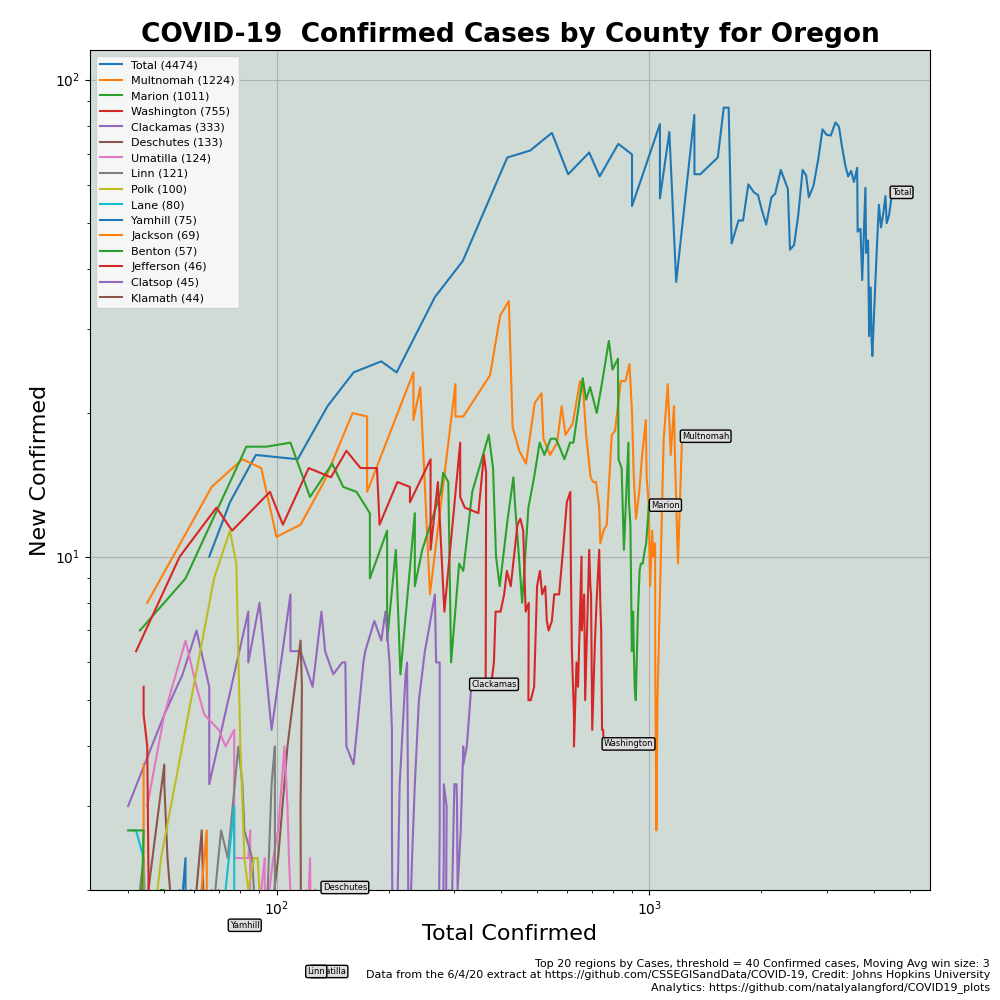 COVID-19  Confirmed Cases by County for Oregon
Total (4474)
Multnomah (1224)
Marion (1011)
Washington (755)
Clackamas (333)
Deschutes (133)
Umatilla (124)
Linn (121)
Polk (100)
Lane (80)
Yamhill (75)
Jackson (69)
Benton (57)
Jefferson (46)
Clatsop (45)
Klamath (44)
New Confirmed
10²
10¹
Total
Multnomah
Marion
Clackamas
Washington
Deschutes
10²
10³
Yamhill
Total Confirmed
Linn
atilla
Top 20 regions by Cases, threshold = 40 Confirmed cases, Moving Avg win size: 3
Data from the 6/4/20 extract at https://github.com/CSSEGISandData/COVID-19, Credit: Johns Hopkins University
Analytics: https://github.com/natalyalangford/COVID19_plots